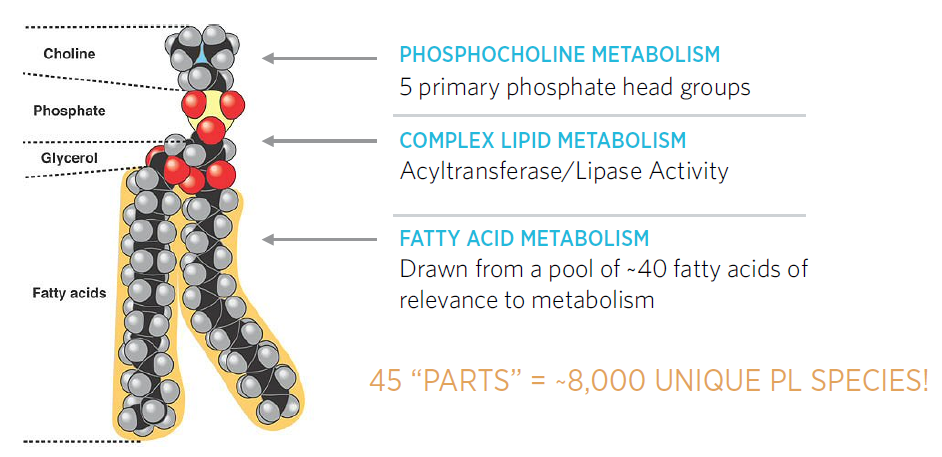 Choline
Phosphate
Glycerol
Fatty acids
PHOSPHOCHOLINE METABOLISM
5 primary phosphate head groups
COMPLEX LIPID METABOLISM
Acyltransferase/Lipase Activity
FATTY ACID METABOLISM
Drawn from a pool of ~40 fatty acids of
relevance to metabolism
45 “PARTS” = ~8,000 UNIQUE PL SPECIES!